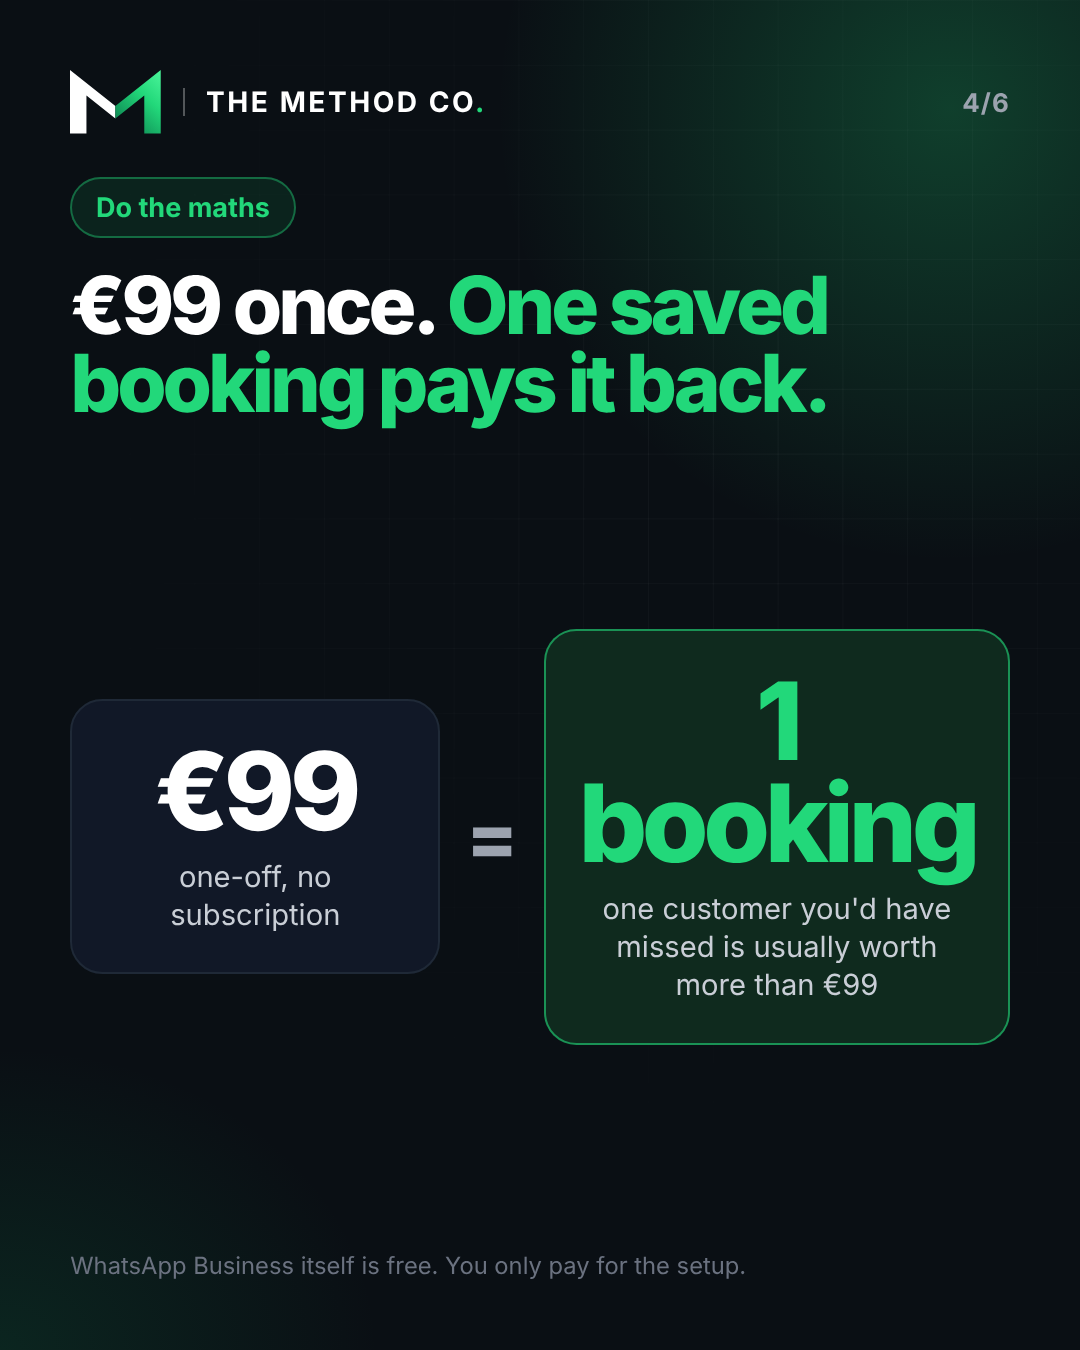 THE METHOD CO.
4/6
Do the maths
€99 once. One saved
booking pays it back.
€99
one-off, no
subscription
=
1
booking
one customer you'd have
missed is usually worth
more than €99
WhatsApp Business itself is free. You only pay for the setup.